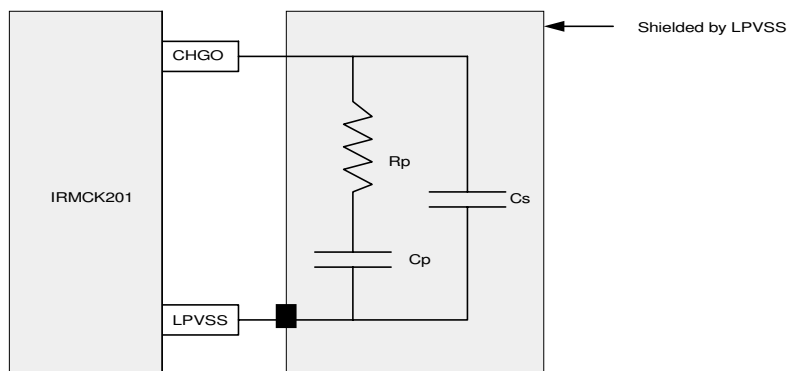 Shielded by LPVSS
CHGO
Rp
IRMCK201
Cs
Cp
LPVSS